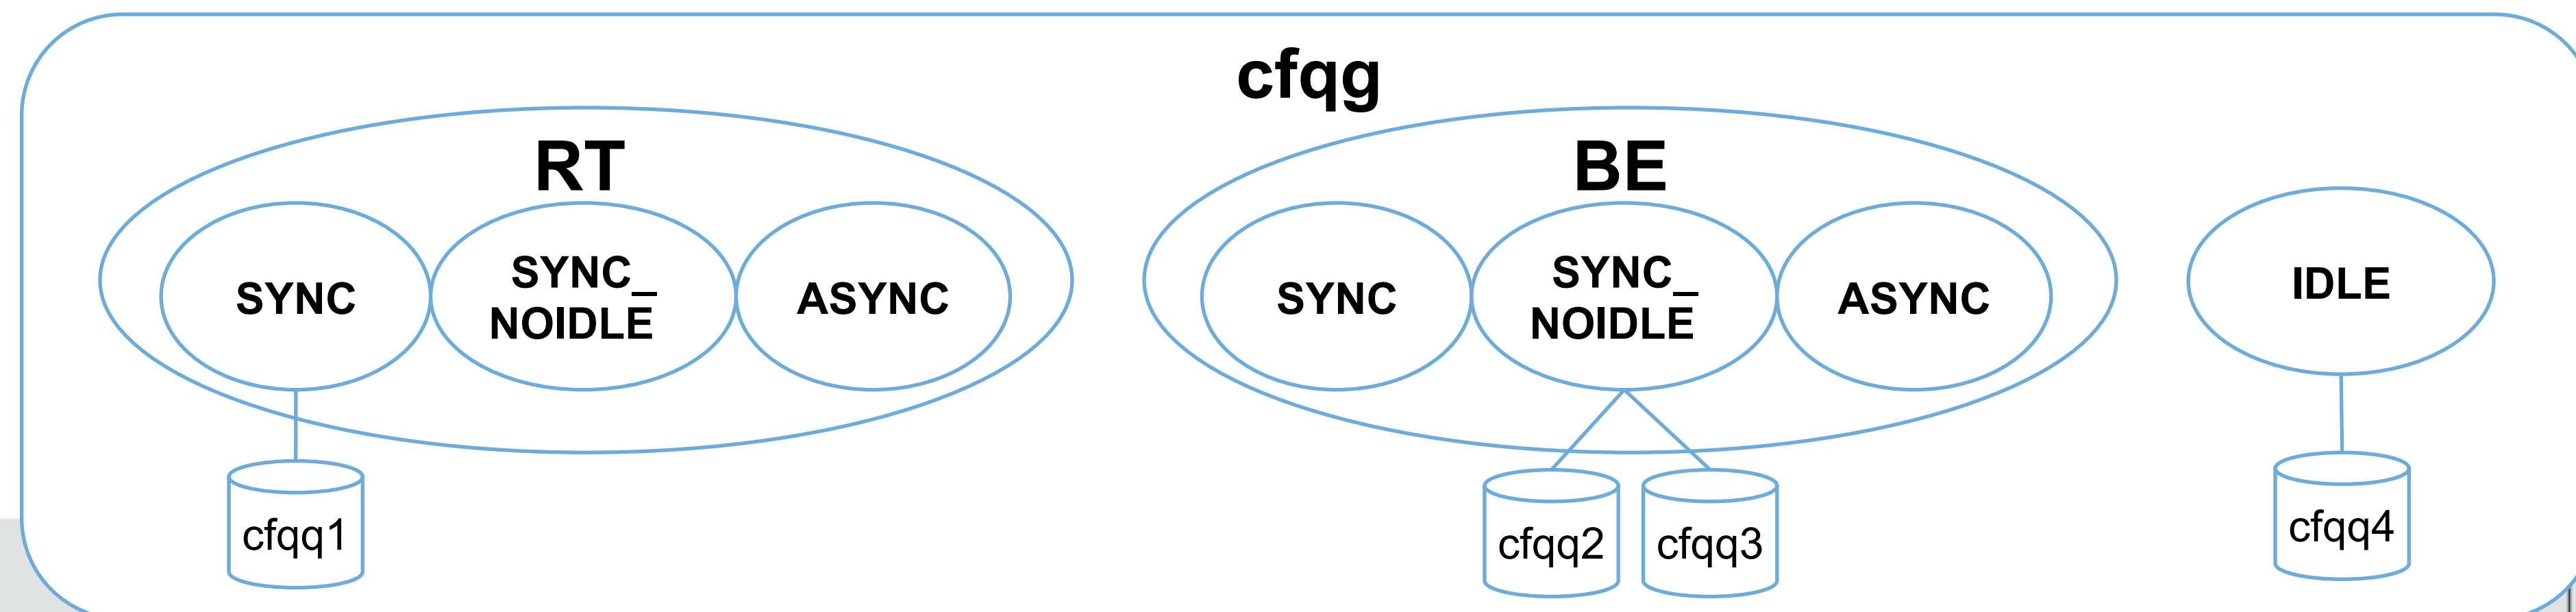 cfqg
RT
SYNC
SYNC_
NOIDLE
ASYNC
BE
SYNC
SYNC_
NOIDLE
ASYNC
IDLE
cfqq1
cfqq2
cfqq3
cfqq4